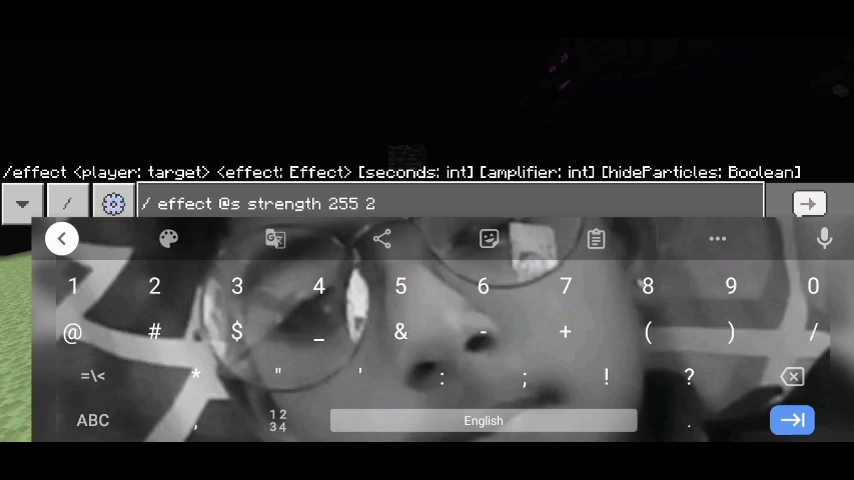 /effect <player: target> <effect: Effect> [seconds: int] [amplifier: int] [hideParticles: Boolean]
/ / effect @s strength 255 2
1 2 3 4 5 6 7 8 9 0
@ # $ _ & - + ( ) /
=\< * " ' : ; ! ?
ABC , 12 34 English .